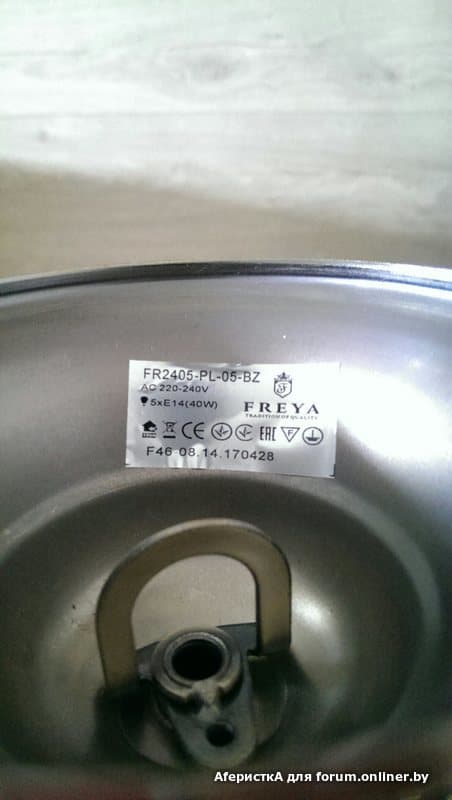 FR2405-PL-05-BZ
AC 220-240V
5xE14(40W)
FREYA
TRADITION OF QUALITY
CE
EAC
F
F46 08.14.170428
АферисткА для forum.onliner.by